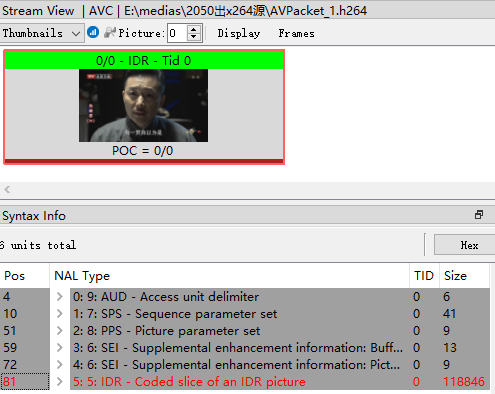 Stream View | AVC | E:\medias\2050出x264源\AVPacket_1.h264
Thumbnails Picture: 0 Display Frames
0/0 - IDR - Tid 0
POC = 0/0
Syntax Info
6 units total Hex
Pos NAL Type TID Size
4 0: 9: AUD - Access unit delimiter 0 6
10 1: 7: SPS - Sequence parameter set 0 41
51 2: 8: PPS - Picture parameter set 0 9
59 3: 6: SEI - Supplemental enhancement information: Buff... 0 13
72 4: 6: SEI - Supplemental enhancement information: Pict... 0 9
81 5: 5: IDR - Coded slice of an IDR picture 0 118846